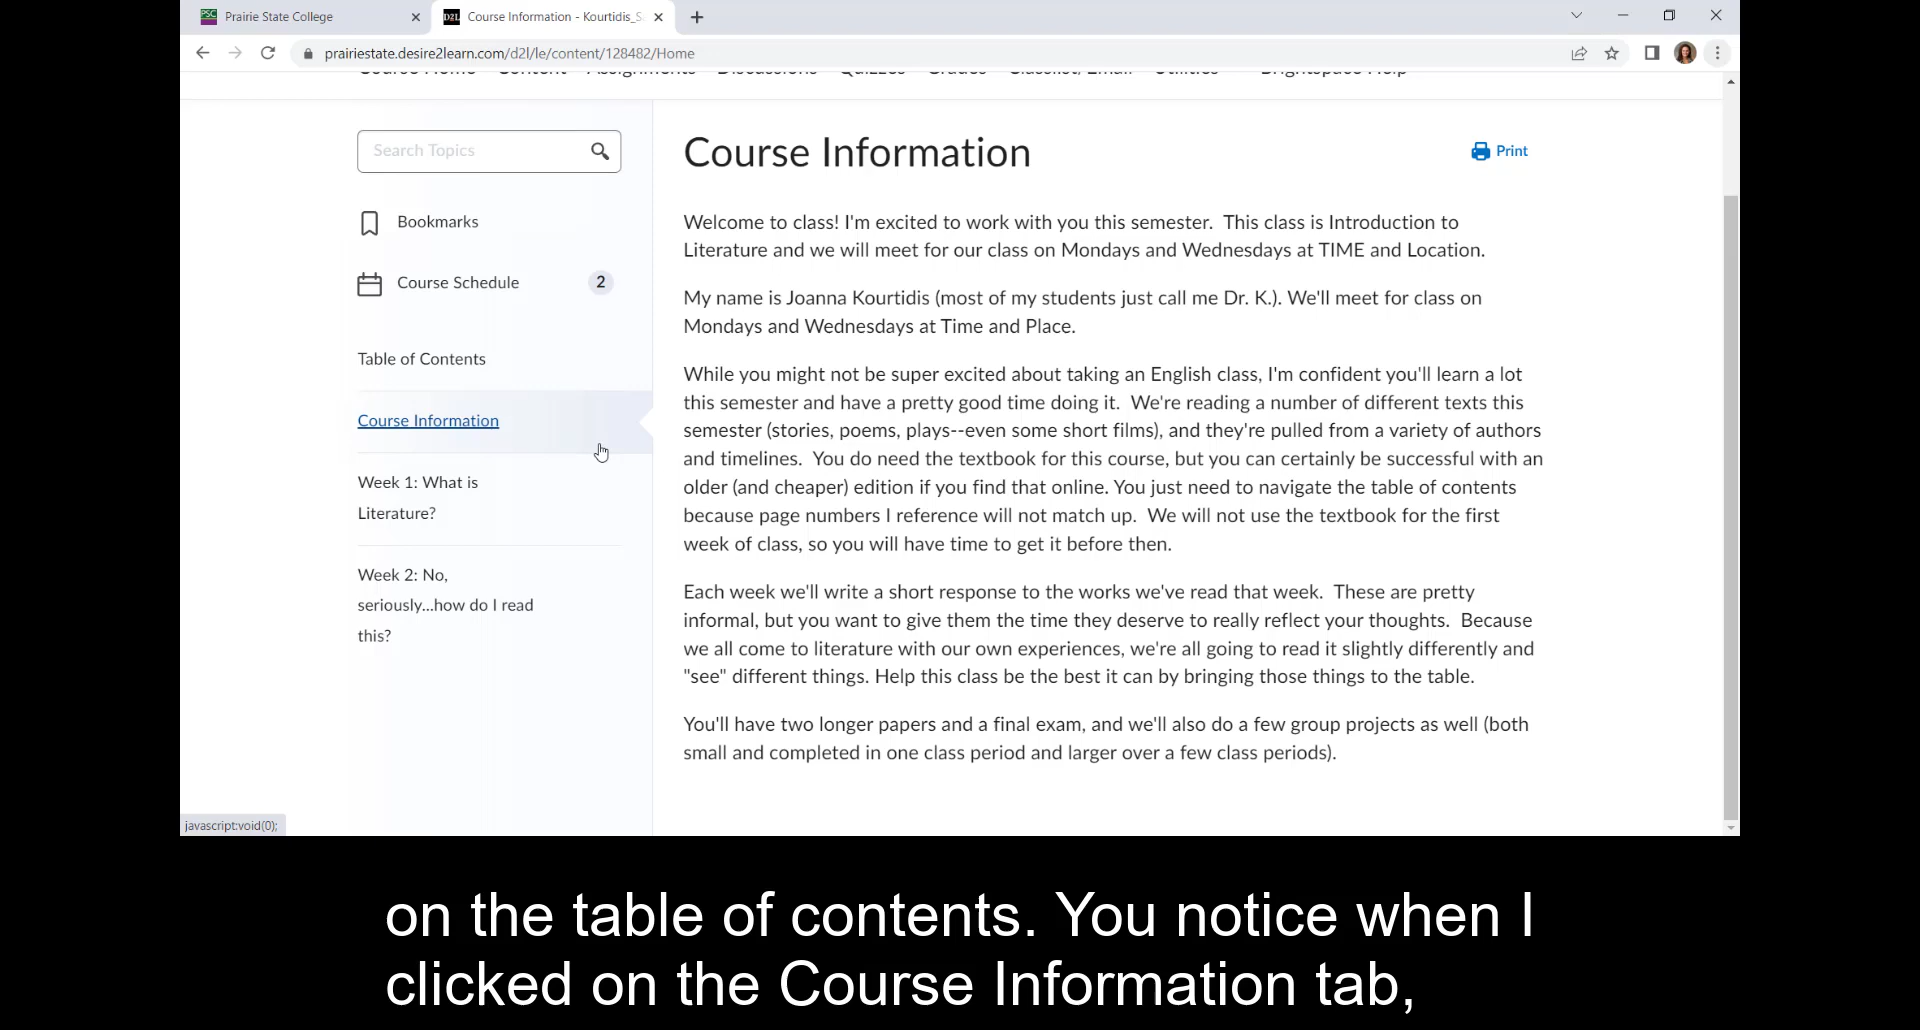 Prairie State College
D2L
Course Information - Kourtidis_S
prairiestate.desire2learn.com/d2l/le/content/128482/Home
Course Home Content Assignments Discussions Quizzes Grades Classlist/Email Utilities Brightspace Help
Search Topics
Bookmarks
Course Schedule 2
Table of Contents
Course Information
Week 1: What is
Literature?
Week 2: No,
seriously...how do I read
this?
Course Information
Print
Welcome to class! I'm excited to work with you this semester.  This class is Introduction to
Literature and we will meet for our class on Mondays and Wednesdays at TIME and Location.
My name is Joanna Kourtidis (most of my students just call me Dr. K.). We'll meet for class on
Mondays and Wednesdays at Time and Place.
While you might not be super excited about taking an English class, I'm confident you'll learn a lot
this semester and have a pretty good time doing it.  We're reading a number of different texts this
semester (stories, poems, plays--even some short films), and they're pulled from a variety of authors
and timelines.  You do need the textbook for this course, but you can certainly be successful with an
older (and cheaper) edition if you find that online. You just need to navigate the table of contents
because page numbers I reference will not match up.  We will not use the textbook for the first
week of class, so you will have time to get it before then.
Each week we'll write a short response to the works we've read that week.  These are pretty
informal, but you want to give them the time they deserve to really reflect your thoughts.  Because
we all come to literature with our own experiences, we're all going to read it slightly differently and
"see" different things. Help this class be the best it can by bringing those things to the table.
You'll have two longer papers and a final exam, and we'll also do a few group projects as well (both
small and completed in one class period and larger over a few class periods).
javascript:void(0);
on the table of contents. You notice when I
clicked on the Course Information tab,